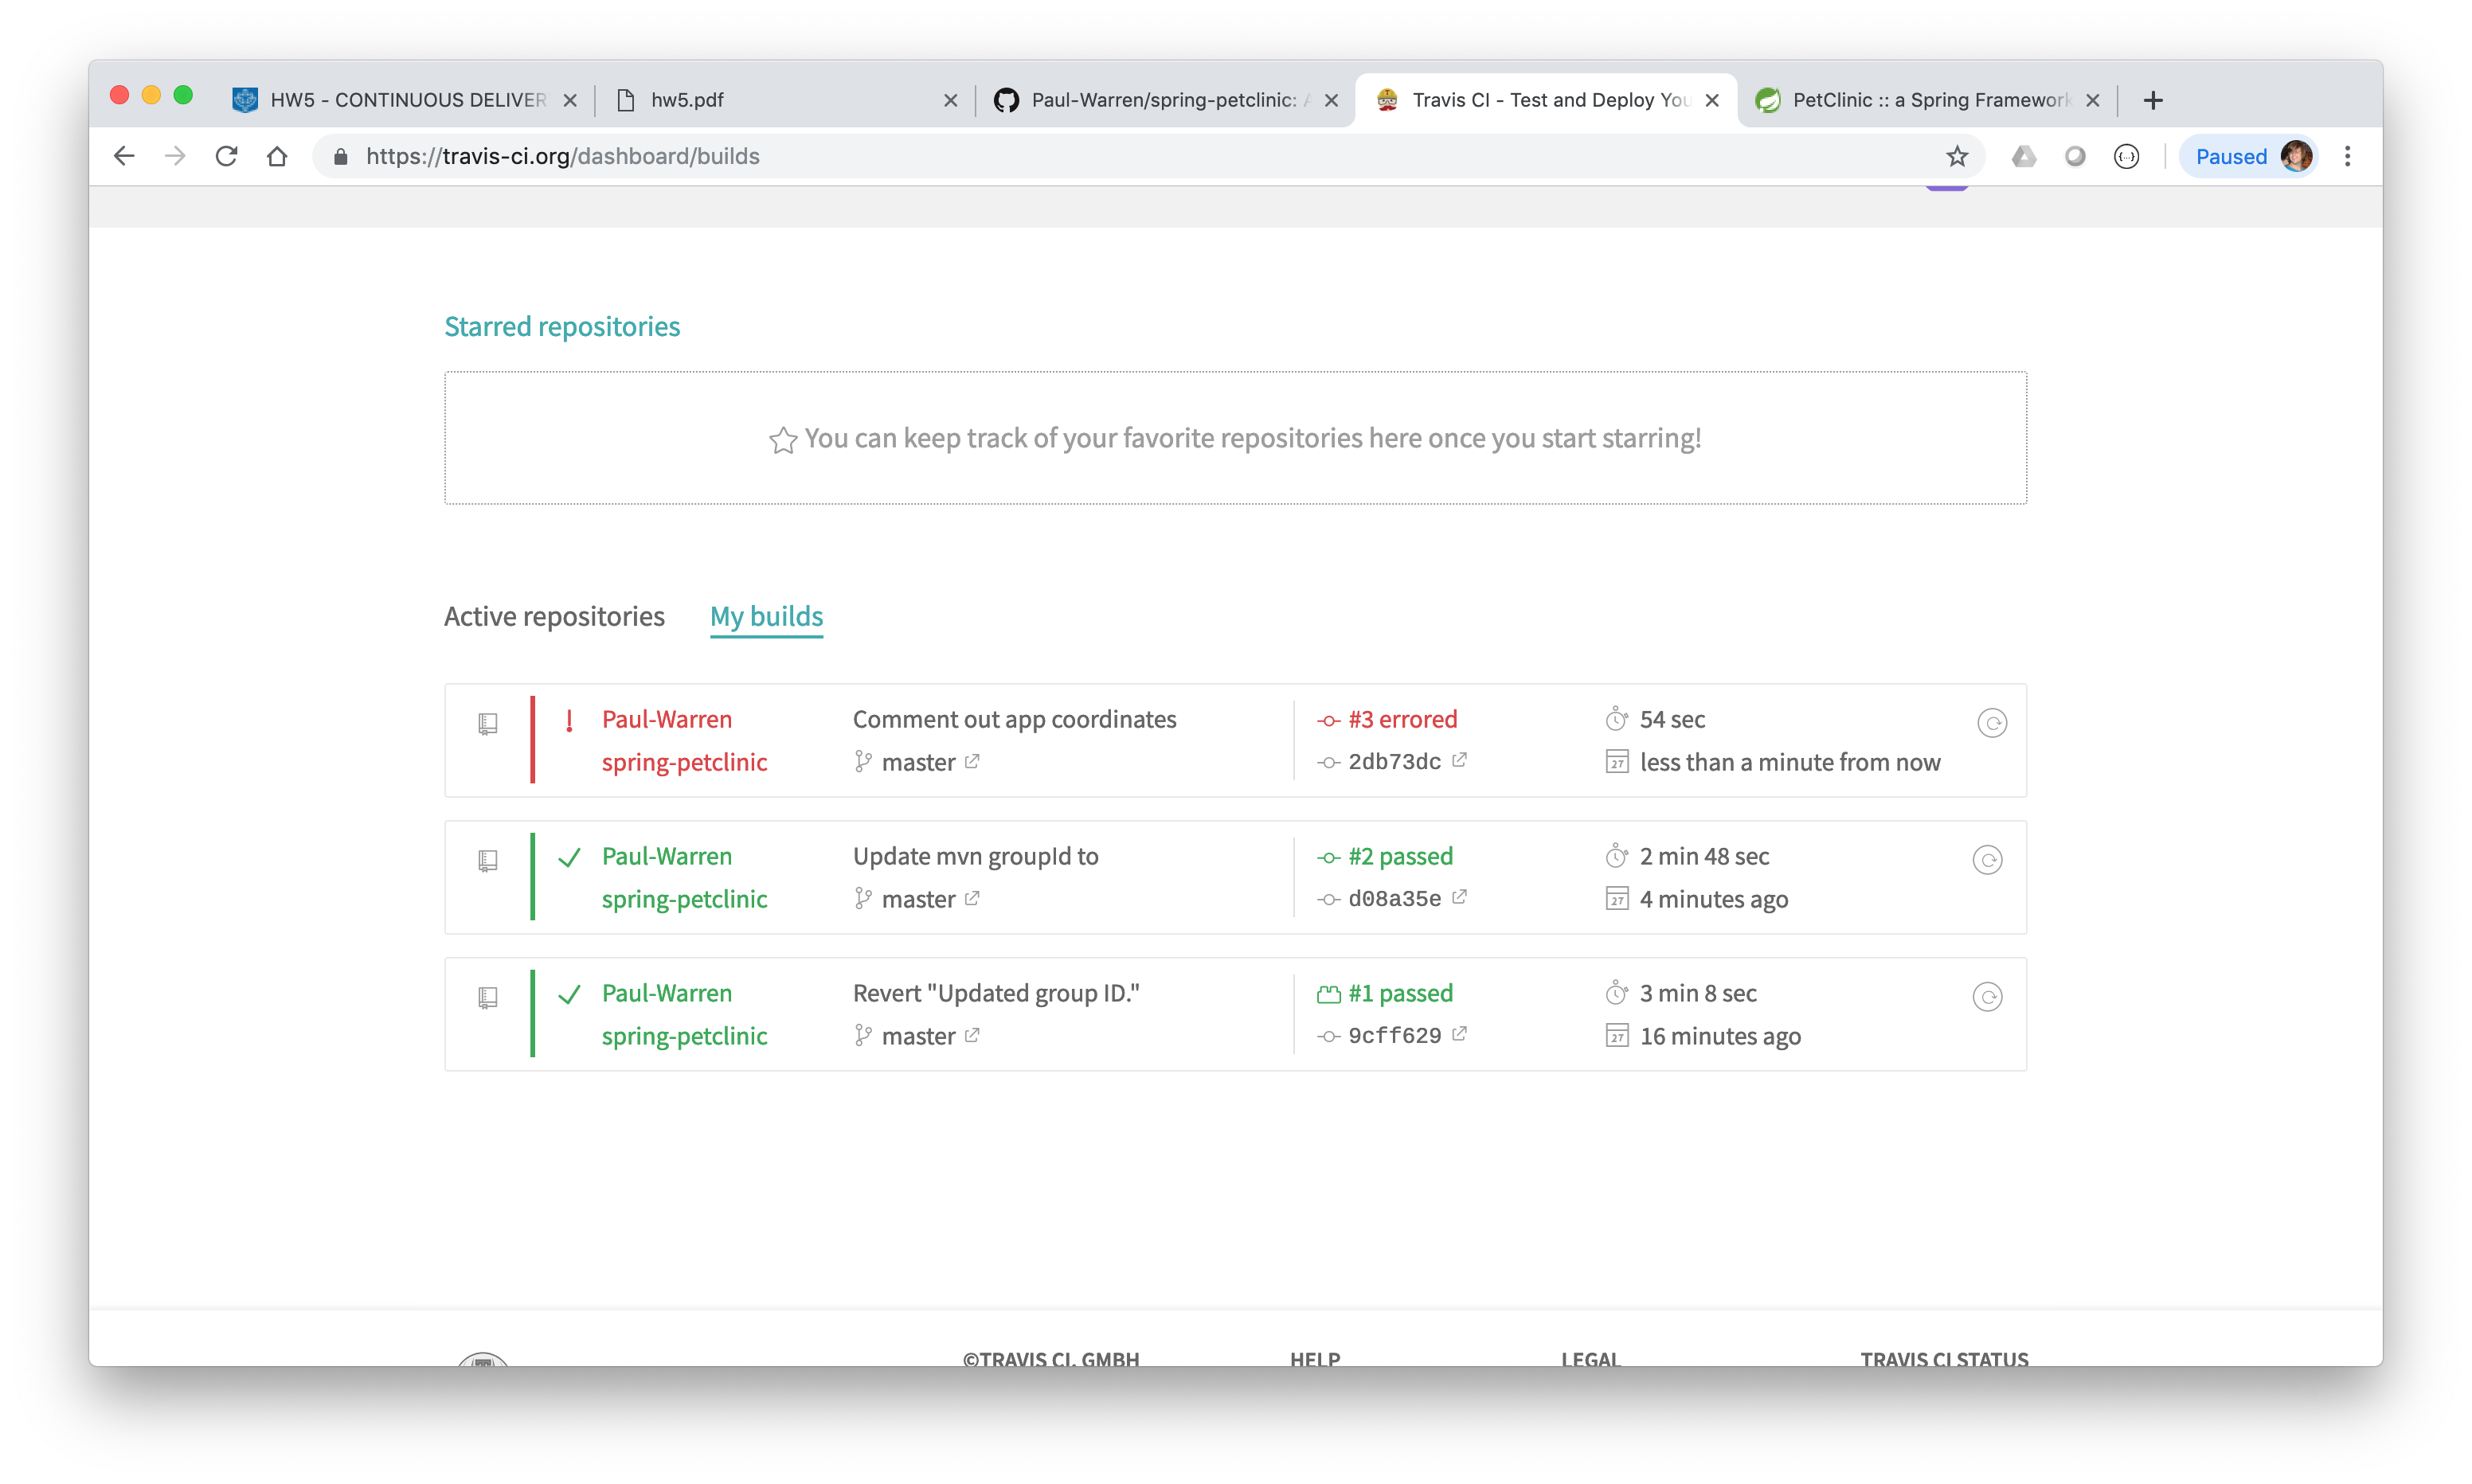 HW5 - CONTINUOUS DELIVER
hw5.pdf
Paul-Warren/spring-petclinic:
Travis CI - Test and Deploy You
PetClinic :: a Spring Framework
https://travis-ci.org/dashboard/builds
Paused
Starred repositories
You can keep track of your favorite repositories here once you start starring!
Active repositories
My builds
! Paul-Warren
Comment out app coordinates
#3 errored
54 sec
spring-petclinic
master
2db73dc
27 less than a minute from now
Paul-Warren
Update mvn groupId to
#2 passed
2 min 48 sec
spring-petclinic
master
d08a35e
27 4 minutes ago
Paul-Warren
Revert "Updated group ID."
#1 passed
3 min 8 sec
spring-petclinic
master
9cff629
27 16 minutes ago
©TRAVIS CI, GMBH
HELP
LEGAL
TRAVIS CI STATUS